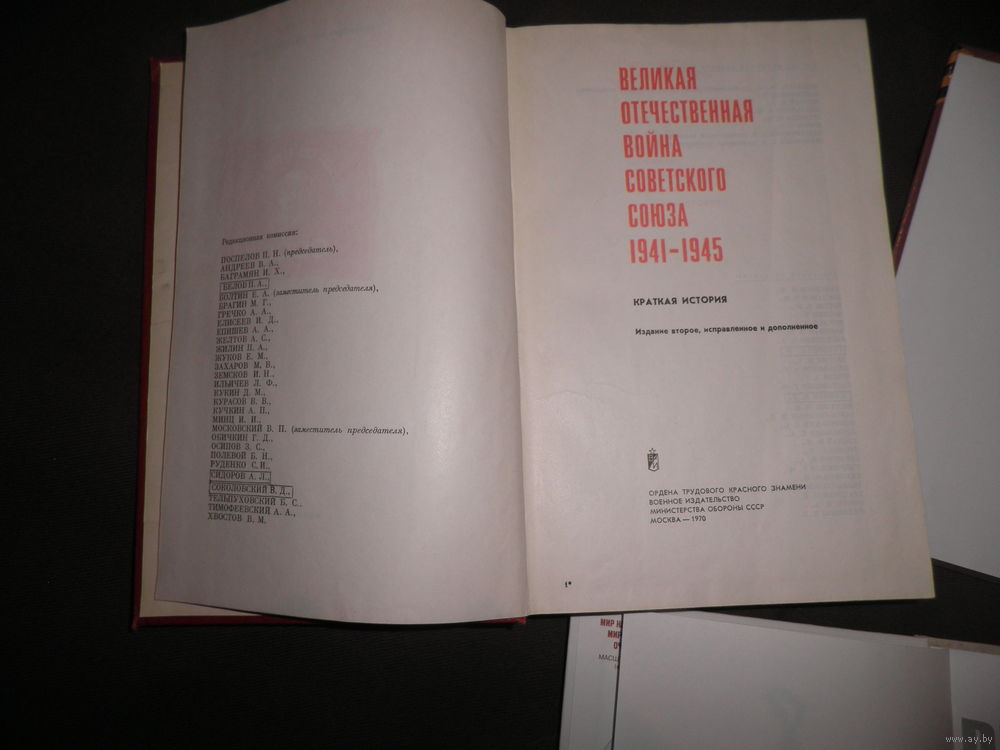 Редакционная комиссия:
ПОСПЕЛОВ П. Н. (председатель),
АНДРЕЕВ В. А.,
БАГРАМЯН И. Х.,
БЕЛОВ П. А.,
БОЛТИН Е. А. (заместитель председателя),
БРАГИН М. Г.,
ГРЕЧКО А. А.,
ЕЛИСЕЕВ И. Д.,
ЕПИШЕВ А. А.,
ЖЕЛТОВ А. С.,
ЖИЛИН П. А.,
ЖУКОВ Е. М.,
ЗАХАРОВ М. В.,
ЗЕМСКОВ И. Н.,
ИЛЬИЧЕВ Л. Ф.,
КУКИН Д. М.,
КУРАСОВ В. В.,
КУЧКИН А. П.,
МИНЦ И. И.,
МОСКОВСКИЙ В. П. (заместитель председателя),
ОБИЧКИН Г. Д.,
ОСИПОВ З. С.,
ПОЛЕВОЙ Б. Н.,
РУДЕНКО С. И.,
СИДОРОВ А. Л.,
СОКОЛОВСКИЙ В. Д.,
ТЕЛЬПУХОВСКИЙ Б. С.,
ТИМОФЕЕВСКИЙ А. А.,
ХВОСТОВ В. М.
ВЕЛИКАЯ
ОТЕЧЕСТВЕННАЯ
ВОЙНА
СОВЕТСКОГО
СОЮЗА
1941-1945
КРАТКАЯ ИСТОРИЯ
Издание второе, исправленное и дополненное
ОРДЕНА ТРУДОВОГО КРАСНОГО ЗНАМЕНИ
ВОЕННОЕ ИЗДАТЕЛЬСТВО
МИНИСТЕРСТВА ОБОРОНЫ СССР
МОСКВА — 1970
1*
МИР
МИР
www.ay.by